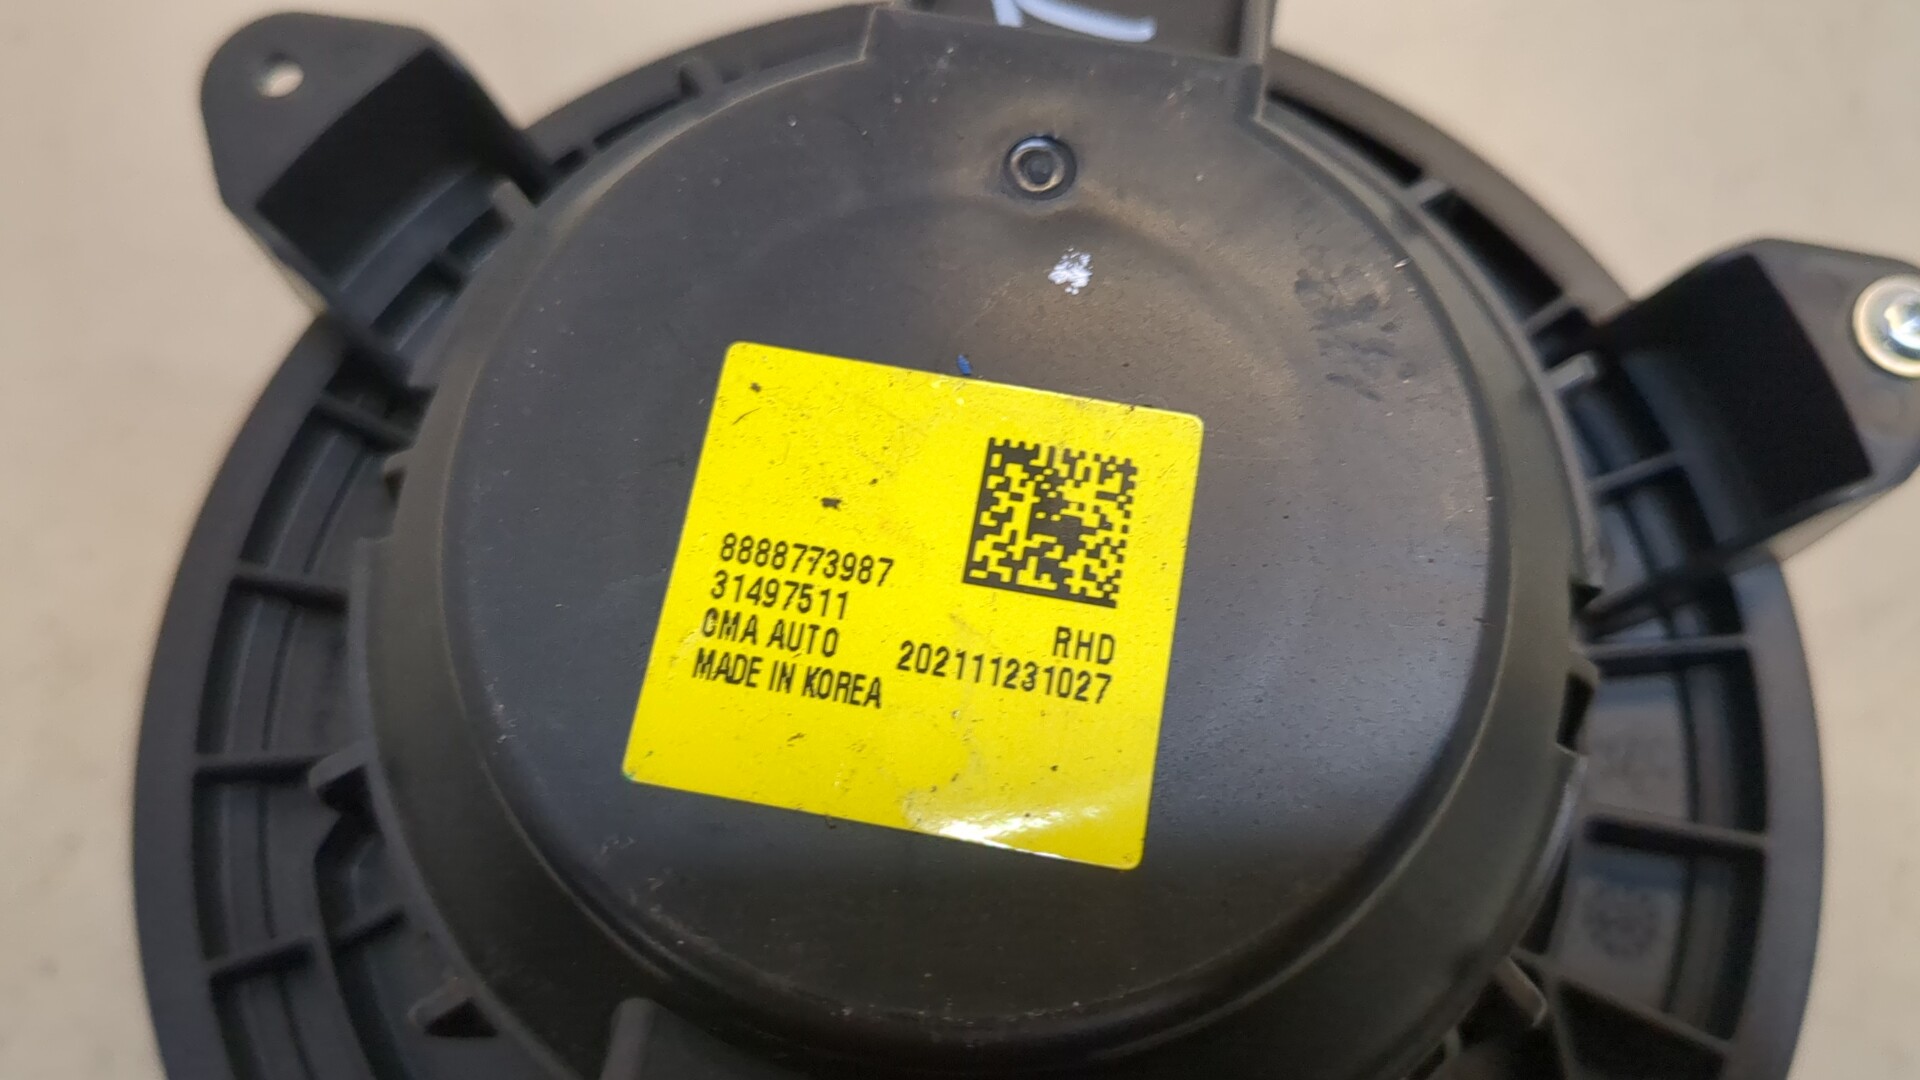 8888773987
31497511
CMA AUTO
MADE IN KOREA
RHD
202111231027